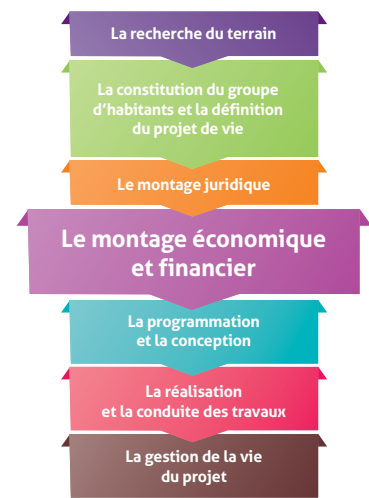 La recherche du terrain
La constitution du groupe
d'habitants et la définition
du projet de vie
Le montage juridique
Le montage économique
et financier
La programmation
et la conception
La réalisation
et la conduite des travaux
La gestion de la vie
du projet